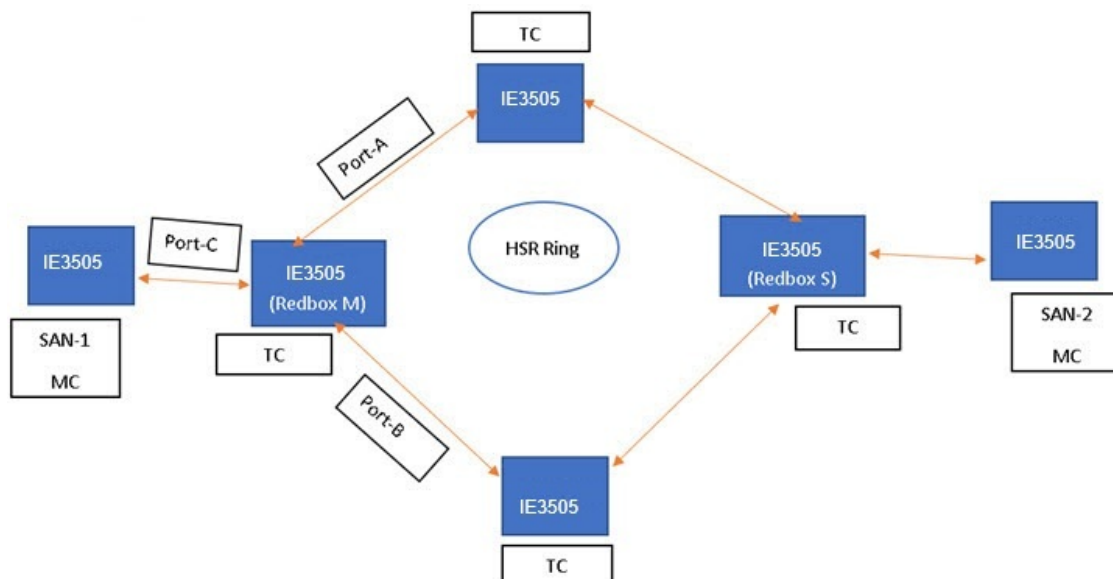 TC
IE3505
Port-A
Port-C
HSR Ring
IE3505
IE3505
(Redbox M)
IE3505
(Redbox S)
IE3505
SAN-1
MC
TC
TC
SAN-2
MC
Port-B
IE3505
TC